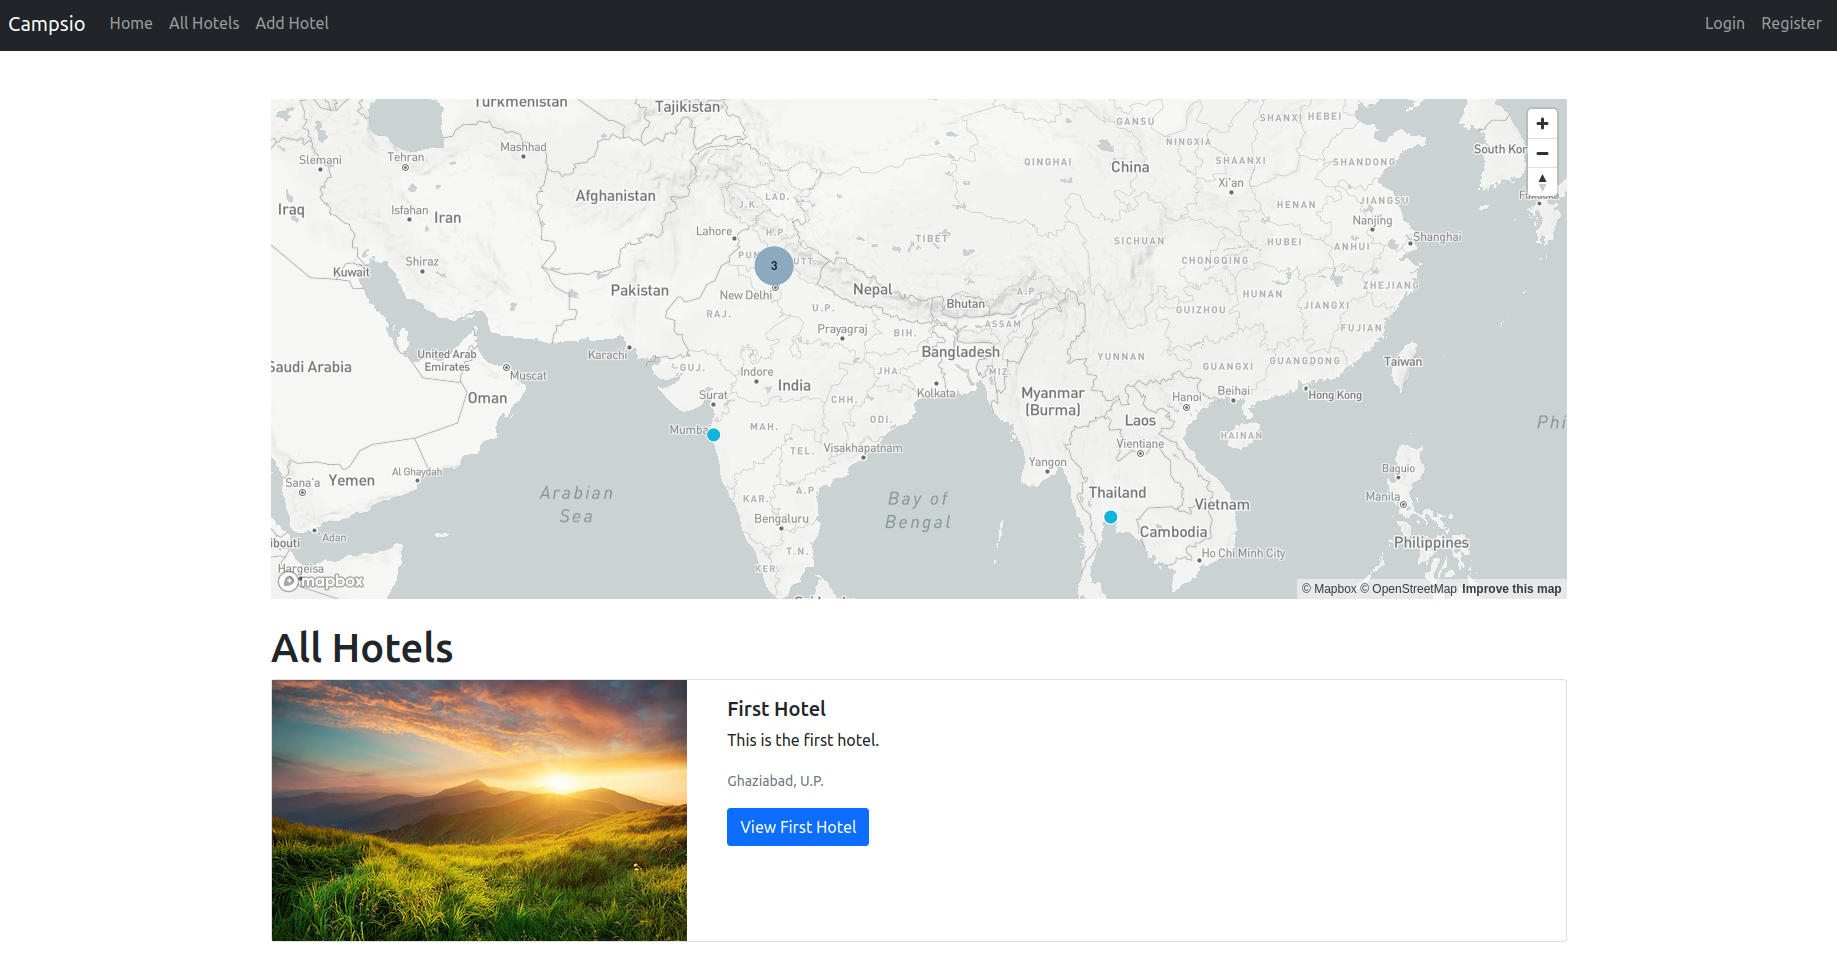 Campsio Home All Hotels Add Hotel Login Register
Turkmenistan
Tajikistan
GANSU
SHANXI HEBEI
NINGXIA
Mashhad
Slemani
Tehran
QINGHAI
China
SHAANXI
SHANDONG
Afghanistan
J.K.
LAD.
Xi'an
Iraq
Isfahan
Iran
HENAN
JIANGSU
Nanjing
Lahore
H.P.
TIBET
SICHUAN
HUBEI
ANHUI
Shanghai
Shiraz
Kuwait
3
CHONGQING
Pakistan
New Delhi
Nepal
Bhutan
A.P.
HUNAN
ZHEJIANG
RAJ.
U.P.
GUIZHOU
JIANGXI
ASSAM
Prayagraj
BIH.
FUJIAN
Karachi
United Arab
Emirates
Bangladesh
YUNNAN
GUANGXI
GUANGDONG
Taiwan
Saudi Arabia
Muscat
GUJ.
Indore
India
JHA.
MIZ.
Oman
Surat
CHH.
Kolkata
Myanmar
(Burma)
Hanoi
Beihai
Hong Kong
Laos
ODI.
MAH.
Vientiane
HAINAN
Phi
TEL.
Visakhapatnam
Yangon
Baguio
Al Ghaydah
Sana'a
Yemen
Arabian
Sea
KAR.
A.P.
Bay of
Bengal
Thailand
Vietnam
Manila
Bengaluru
Cambodia
Adan
Philippines
T.N.
Ho Chi Minh City
Hargeisa
KER.
mapbox
© Mapbox © OpenStreetMap Improve this map
All Hotels
First Hotel
This is the first hotel.
Ghaziabad, U.P.
View First Hotel